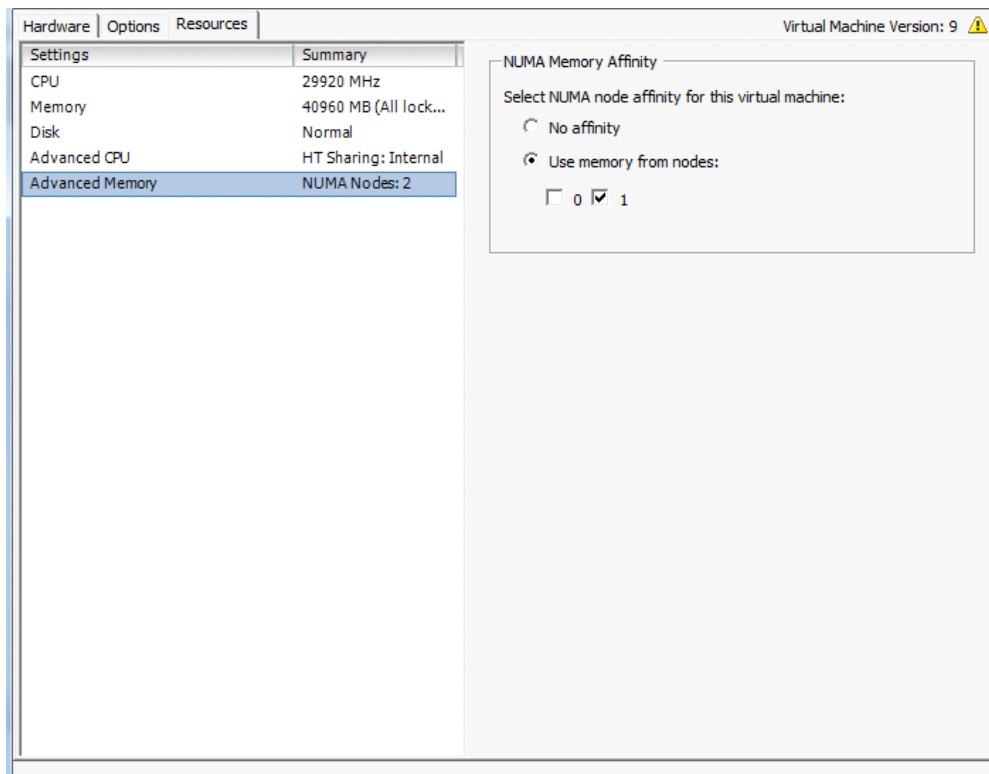 Hardware Options Resources Virtual Machine Version: 9
Settings Summary
CPU 29920 MHz
Memory 40960 MB (All lock...
Disk Normal
Advanced CPU HT Sharing: Internal
Advanced Memory NUMA Nodes: 2
NUMA Memory Affinity
Select NUMA node affinity for this virtual machine:
No affinity
Use memory from nodes:
0 1